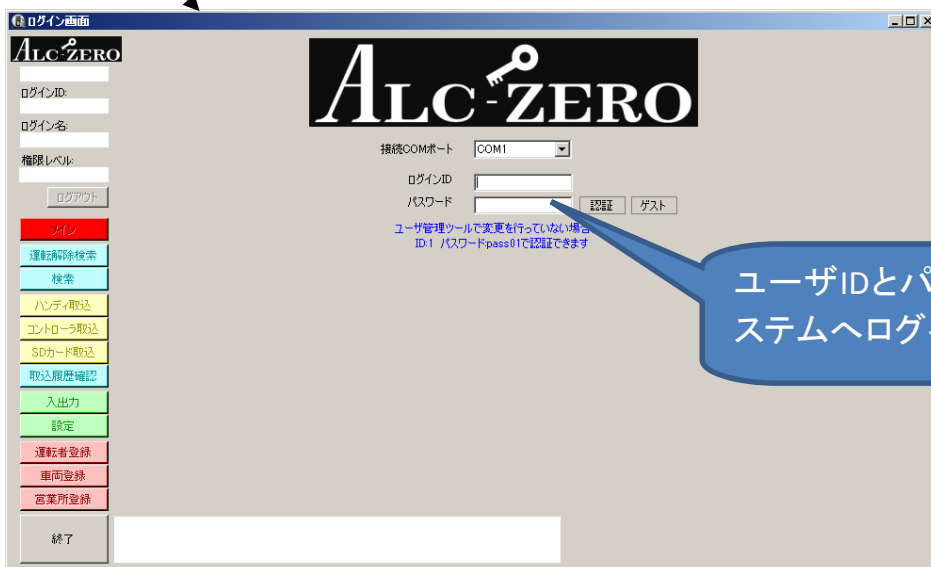 ログイン画面
ALC-ZERO
ログインID:
ログイン名:
権限レベル:
ログアウト
メイン
運転解除検索
検索
ハンディ取込
コントローラ取込
SDカード取込
取込履歴確認
入出力
設定
運転者登録
車両登録
営業所登録
終了
ALC-ZERO
接続COMポート COM1
ログインID
パスワード 認証 ゲスト
ユーザ管理ツールで変更を行っていない場合
ID:1 パスワード:pass01で認証できます
ユーザIDとパ
ステムへログ